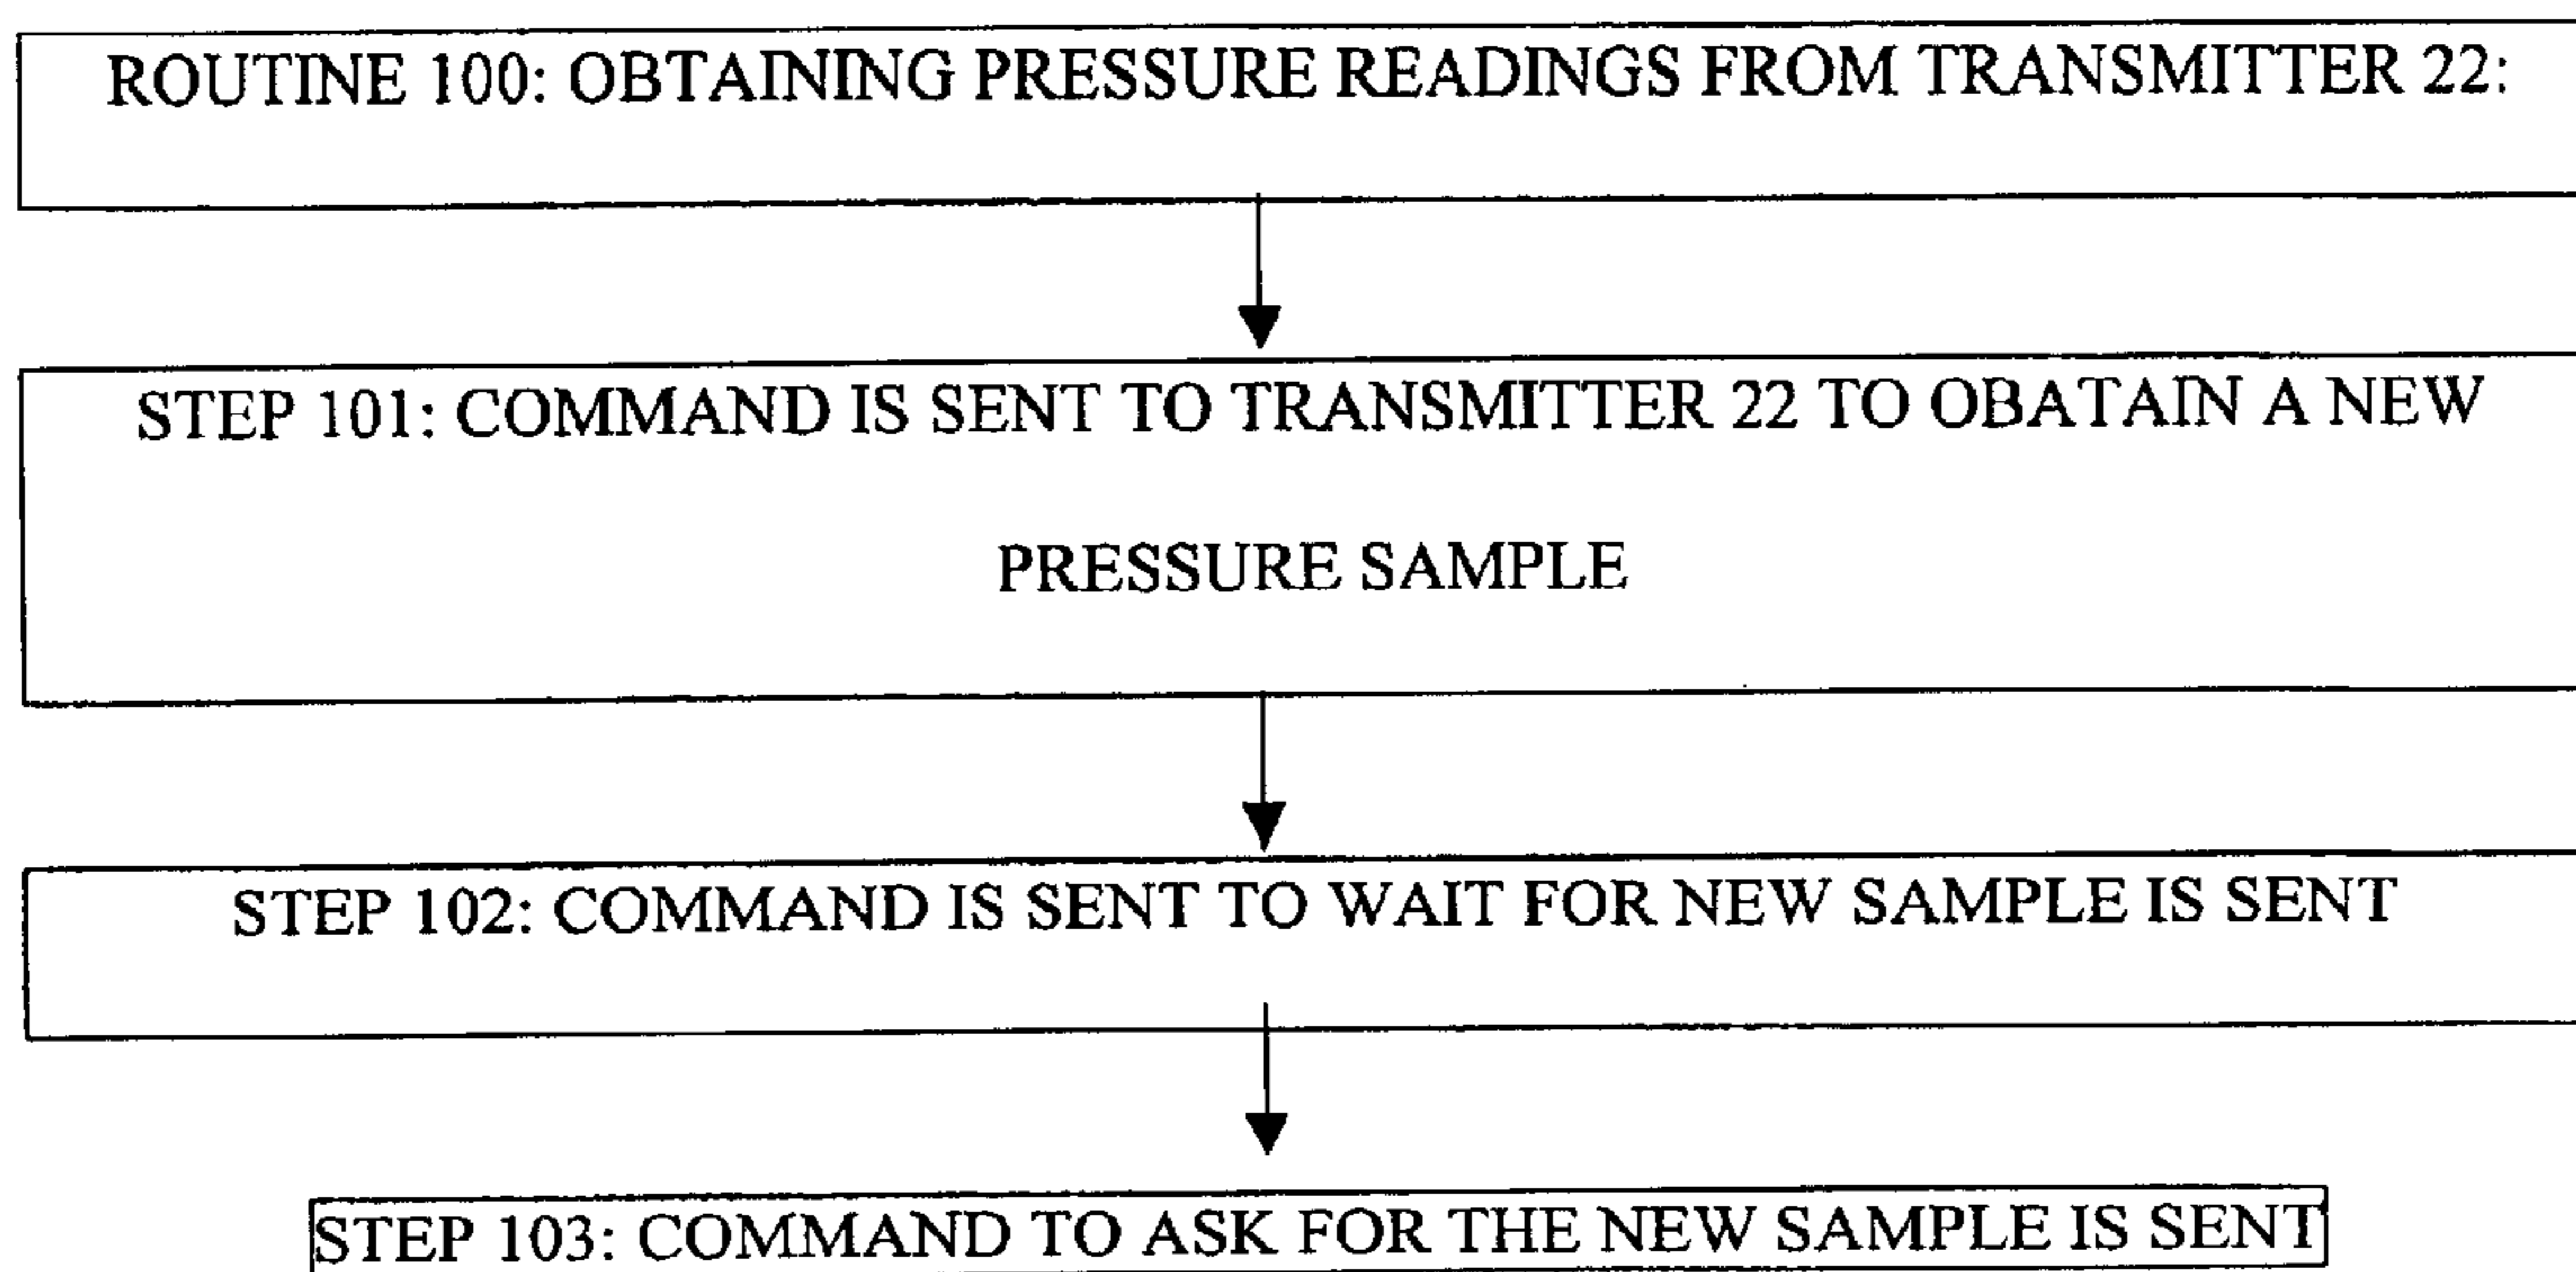 ROUTINE 100: OBTAINING PRESSURE READINGS FROM TRANSMITTER 22:
STEP 101: COMMAND IS SENT TO TRANSMITTER 22 TO OBATAIN A NEW
PRESSURE SAMPLE
STEP 102: COMMAND IS SENT TO WAIT FOR NEW SAMPLE IS SENT
STEP 103: COMMAND TO ASK FOR THE NEW SAMPLE IS SENT